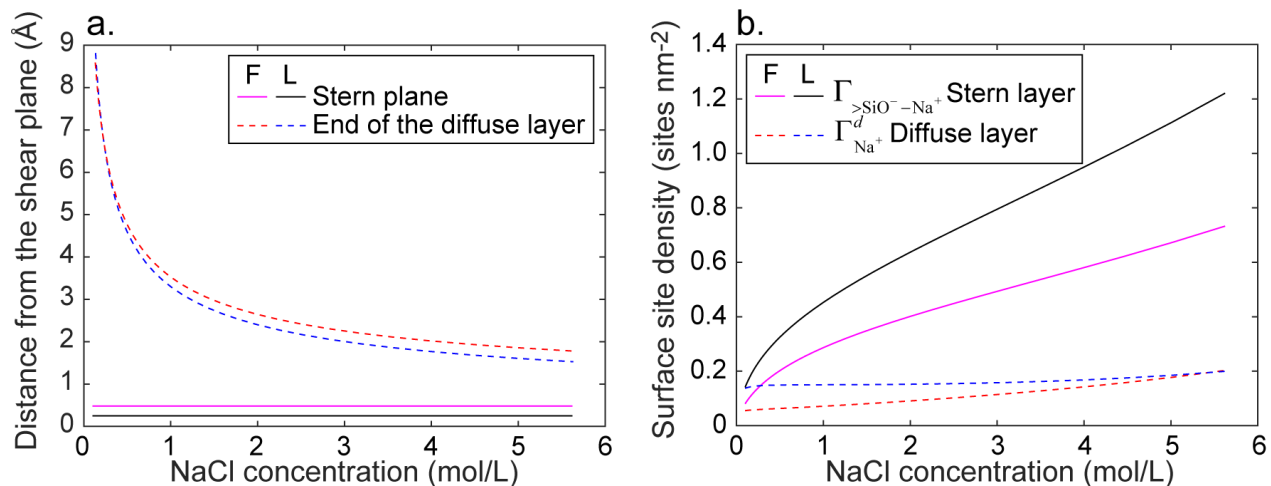 a.
Distance from the shear plane (Å)
9
8
7
6
5
4
3
2
1
0
F L
Stern plane
End of the diffuse layer
0 1 2 3 4 5 6
NaCl concentration (mol/L)
b.
Surface site density (sites nm-2)
1.4
1.2
1.0
0.8
0.6
0.4
0.2
0
F L
Γ>SiO⁻−Na⁺ Stern layer
ΓᵈNa⁺ Diffuse layer
0 1 2 3 4 5 6
NaCl concentration (mol/L)